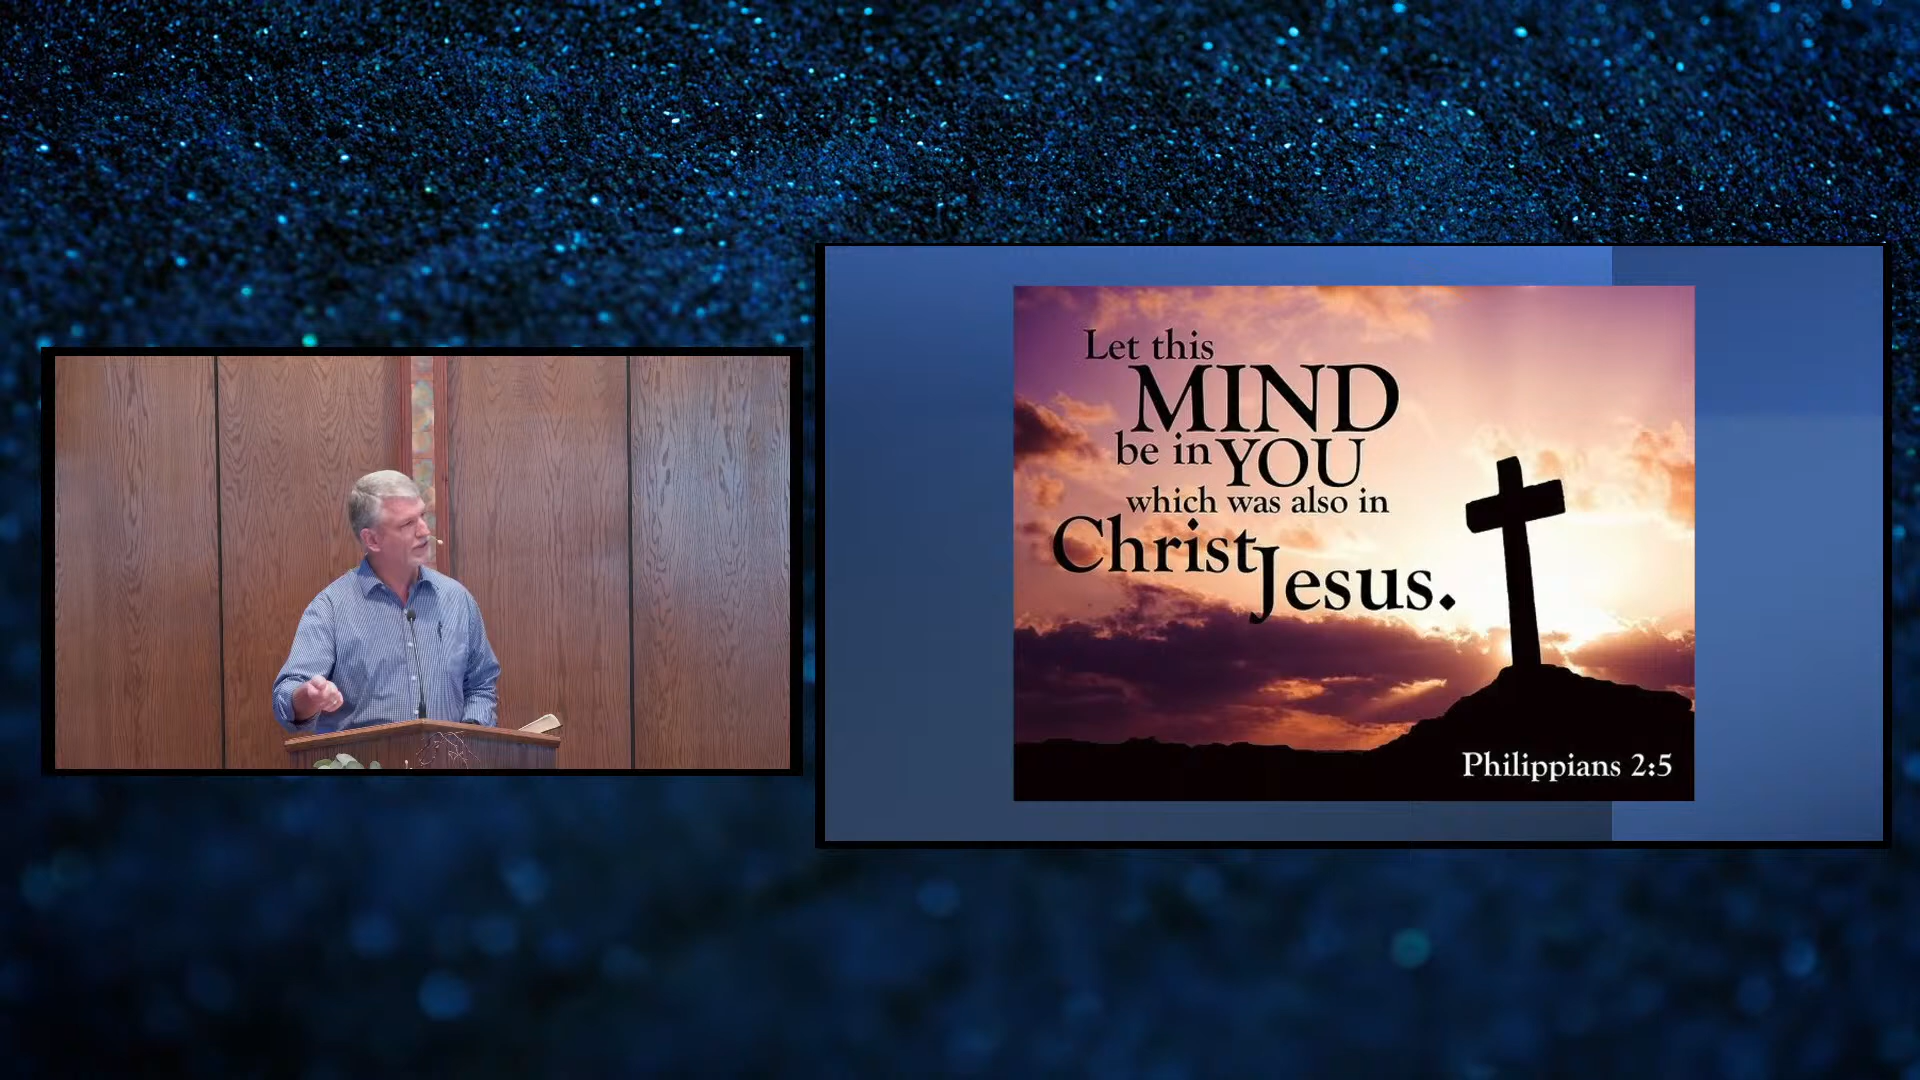 Let this
MIND
be in YOU
which was also in
Christ Jesus.
Philippians 2:5